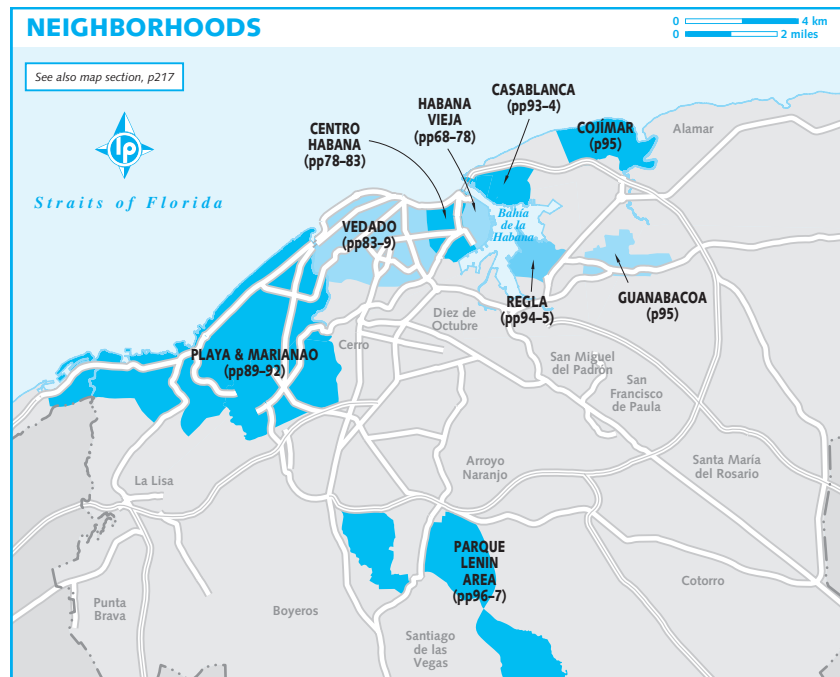 NEIGHBORHOODS
0 4 km
0 2 miles
See also map section, p217
CASABLANCA
(pp93–4)
HABANA
VIEJA
(pp68–78)
CENTRO
HABANA
(pp78–83)
COJÍMAR
(p95)
Alamar
lp
Straits of Florida
Bahía
de la
Habana
VEDADO
(pp83–9)
REGLA
(pp94–5)
GUANABACOA
(p95)
Diez de
Octubre
Cerro
PLAYA & MARIANAO
(pp89–92)
San Miguel
del Padrón
San
Francisco
de Paula
Arroyo
Naranjo
Santa María
del Rosario
La Lisa
PARQUE
LENIN
AREA
(pp96–7)
Cotorro
Punta
Brava
Boyeros
Santiago
de las
Vegas